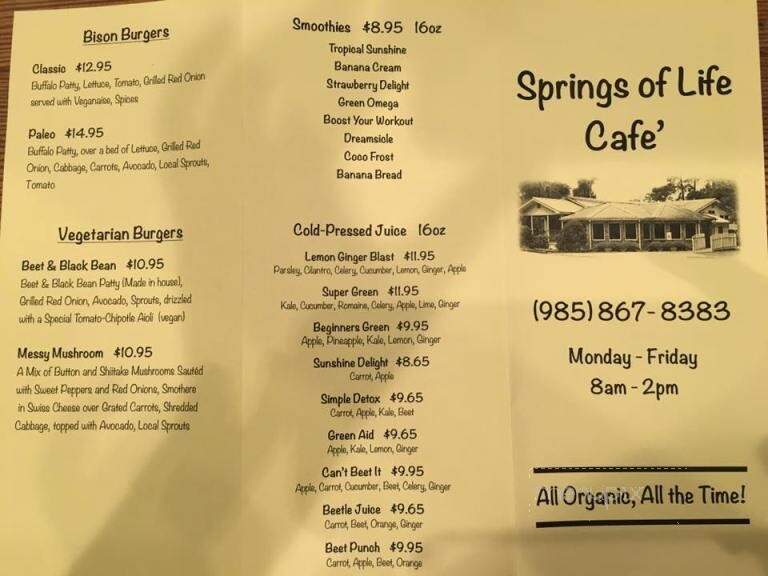 Bison Burgers
Classic $12.95
Buffalo Patty, Lettuce, Tomato, Grilled Red Onion
served with Veganaise, Spices
Paleo $14.95
Buffalo Patty, over a bed of Lettuce, Grilled Red
Onion, Cabbage, Carrots, Avocado, Local Sprouts,
Tomato
Vegetarian Burgers
Beet & Black Bean $10.95
Beet & Black Bean Patty (Made in house),
Grilled Red Onion, Avocado, Sprouts, drizzled
with a Special Tomato-Chipotle Aioli (vegan)
Messy Mushroom $10.95
A Mix of Button and Shiitake Mushrooms Sautéd
with Sweet Peppers and Red Onions, Smothere
in Swiss Cheese over Grated Carrots, Shredded
Cabbage, topped with Avocado, Local Sprouts
Smoothies $8.95 16oz
Tropical Sunshine
Banana Cream
Strawberry Delight
Green Omega
Boost Your Workout
Dreamsicle
Coco Frost
Banana Bread
Cold-Pressed Juice 16oz
Lemon Ginger Blast $11.95
Parsley, Cilantro, Celery, Cucumber, Lemon, Ginger, Apple
Super Green $11.95
Kale, Cucumber, Romaine, Celery, Apple, Lime, Ginger
Beginners Green $9.95
Apple, Pineapple, Kale, Lemon, Ginger
Sunshine Delight $8.65
Carrot, Apple
Simple Detox $9.65
Carrot, Apple, Kale, Beet
Green Aid $9.65
Apple, Kale, Lemon, Ginger
Can't Beet It $9.95
Apple, Carrot, Cucumber, Beet, Celery, Ginger
Beetle Juice $9.65
Carrot, Beet, Orange, Ginger
Beet Punch $9.95
Carrot, Apple, Beet, Orange
Springs of Life
Cafe'
(985) 867-8383
Monday - Friday
8am - 2pm
All Organic, All the Time!